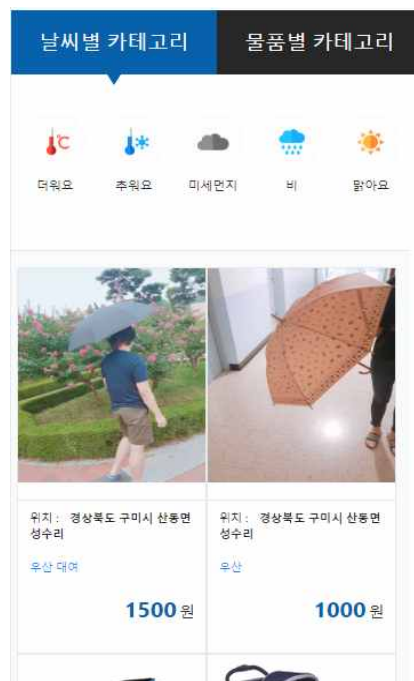 날씨별 카테고리
물품별 카테고리
℃
더워요
추워요
미세먼지
비
맑아요
위치 : 경상북도 구미시 산동면
성수리
우산 대여
1500 원
위치 : 경상북도 구미시 산동면
성수리
우산
1000 원